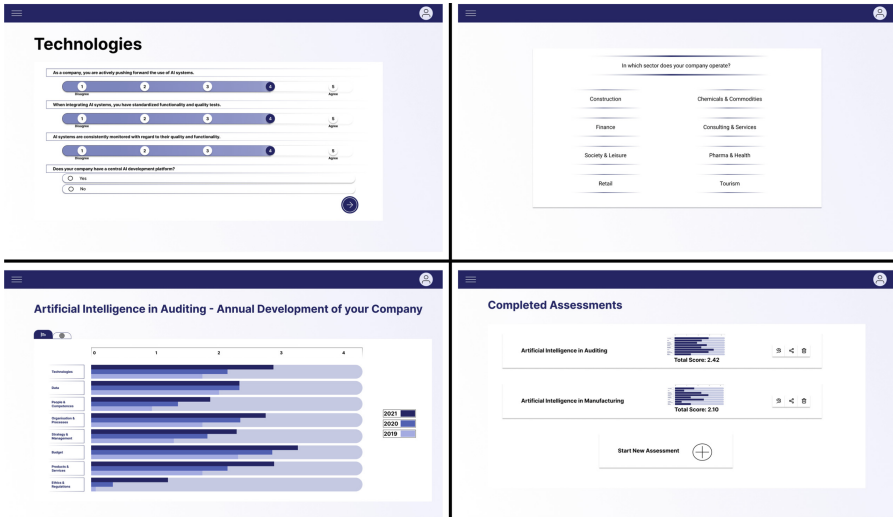 Technologies
As a company, you are actively pushing forward the use of AI systems.
1 2 3 4 5
Disagree Agree
When integrating AI systems, you have standardized functionality and quality tests.
1 2 3 4 5
Disagree Agree
AI systems are consistently monitored with regard to their quality and functionality.
1 2 3 4 5
Disagree Agree
Does your company have a central AI development platform?
Yes
No
In which sector does your company operate?
Construction Chemicals & Commodities
Finance Consulting & Services
Society & Leisure Pharma & Health
Retail Tourism
Artificial Intelligence in Auditing - Annual Development of your Company
0 1 2 3 4
Technologies
Data
People &
Competences
Organisation &
Processes
Strategy &
Management
Budget
Products &
Services
Ethics &
Regulations
2021
2020
2019
Completed Assessments
Artificial Intelligence in Auditing
Total Score: 2.42
Artificial Intelligence in Manufacturing
Total Score: 2.10
Start New Assessment